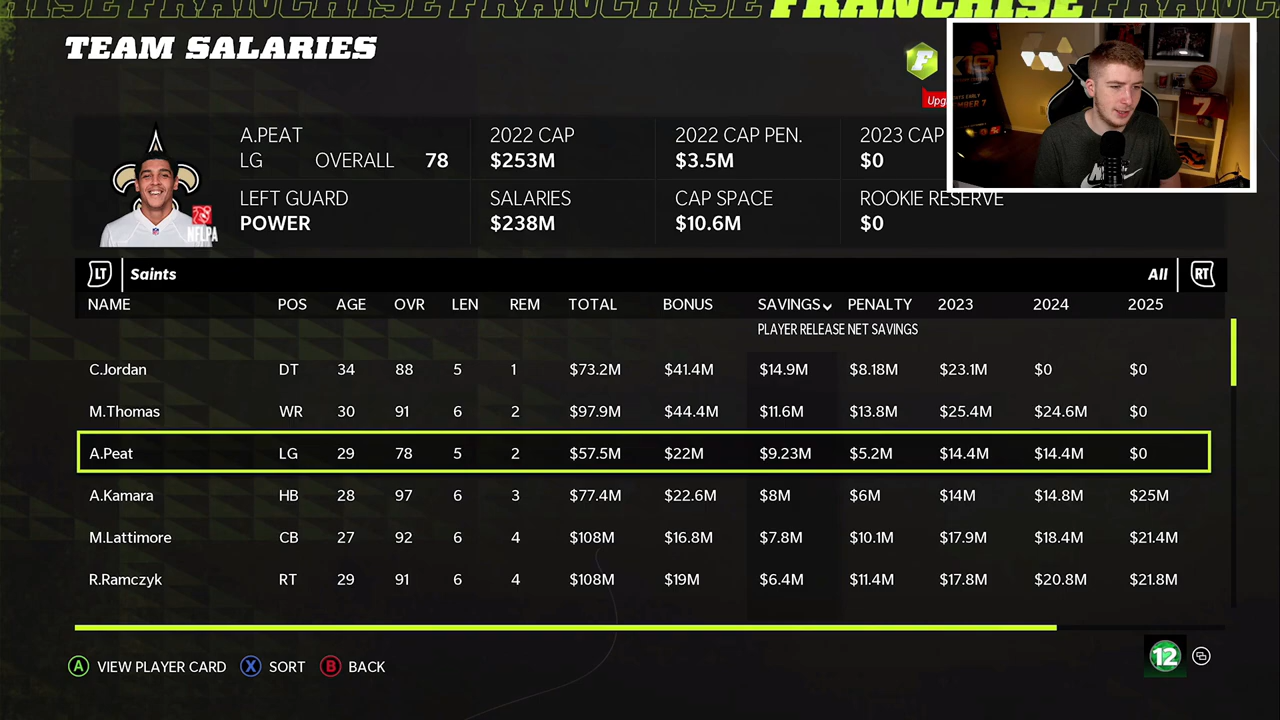 FRANCHISE FRANCHISE FRANCHISE
TEAM SALARIES
A.PEAT
LG OVERALL 78
LEFT GUARD
POWER
NFLPA
2022 CAP
$253M
SALARIES
$238M
2022 CAP PEN.
$3.5M
CAP SPACE
$10.6M
2023 CAP
$0
ROOKIE RESERVE
$0
F
Upg
7
LT Saints All RT
NAME POS AGE OVR LEN REM TOTAL BONUS SAVINGS PENALTY 2023 2024 2025
PLAYER RELEASE NET SAVINGS
C.Jordan DT 34 88 5 1 $73.2M $41.4M $14.9M $8.18M $23.1M $0 $0
M.Thomas WR 30 91 6 2 $97.9M $44.4M $11.6M $13.8M $25.4M $24.6M $0
A.Peat LG 29 78 5 2 $57.5M $22M $9.23M $5.2M $14.4M $14.4M $0
A.Kamara HB 28 97 6 3 $77.4M $22.6M $8M $6M $14M $14.8M $25M
M.Lattimore CB 27 92 6 4 $108M $16.8M $7.8M $10.1M $17.9M $18.4M $21.4M
R.Ramczyk RT 29 91 6 4 $108M $19M $6.4M $11.4M $17.8M $20.8M $21.8M
A VIEW PLAYER CARD X SORT B BACK
12